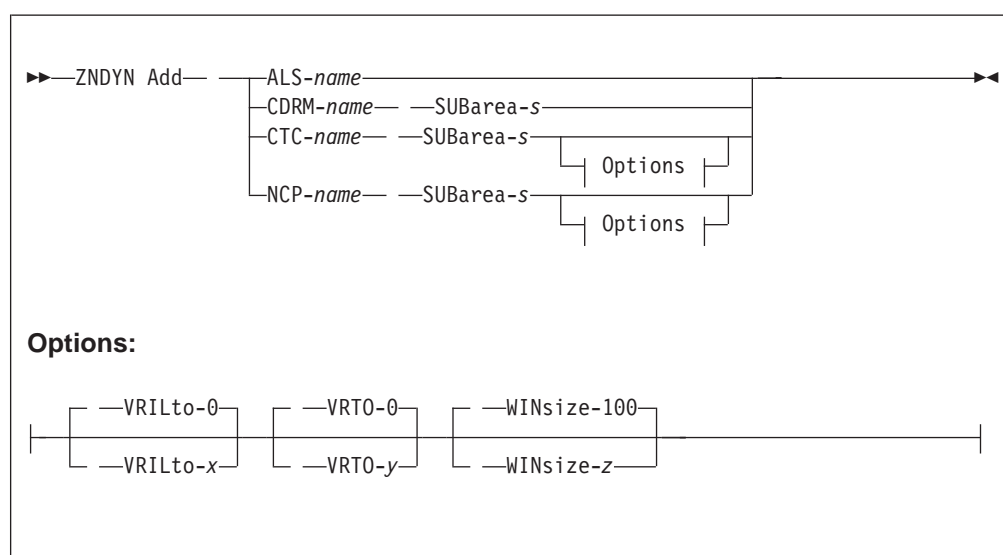 ZNDYN Add ALS-name
CDRM-name SUBarea-s
CTC-name SUBarea-s
Options
NCP-name SUBarea-s
Options
Options:
VRILto-0 VRTO-0 WINsize-100
VRILto-x VRTO-y WINsize-z